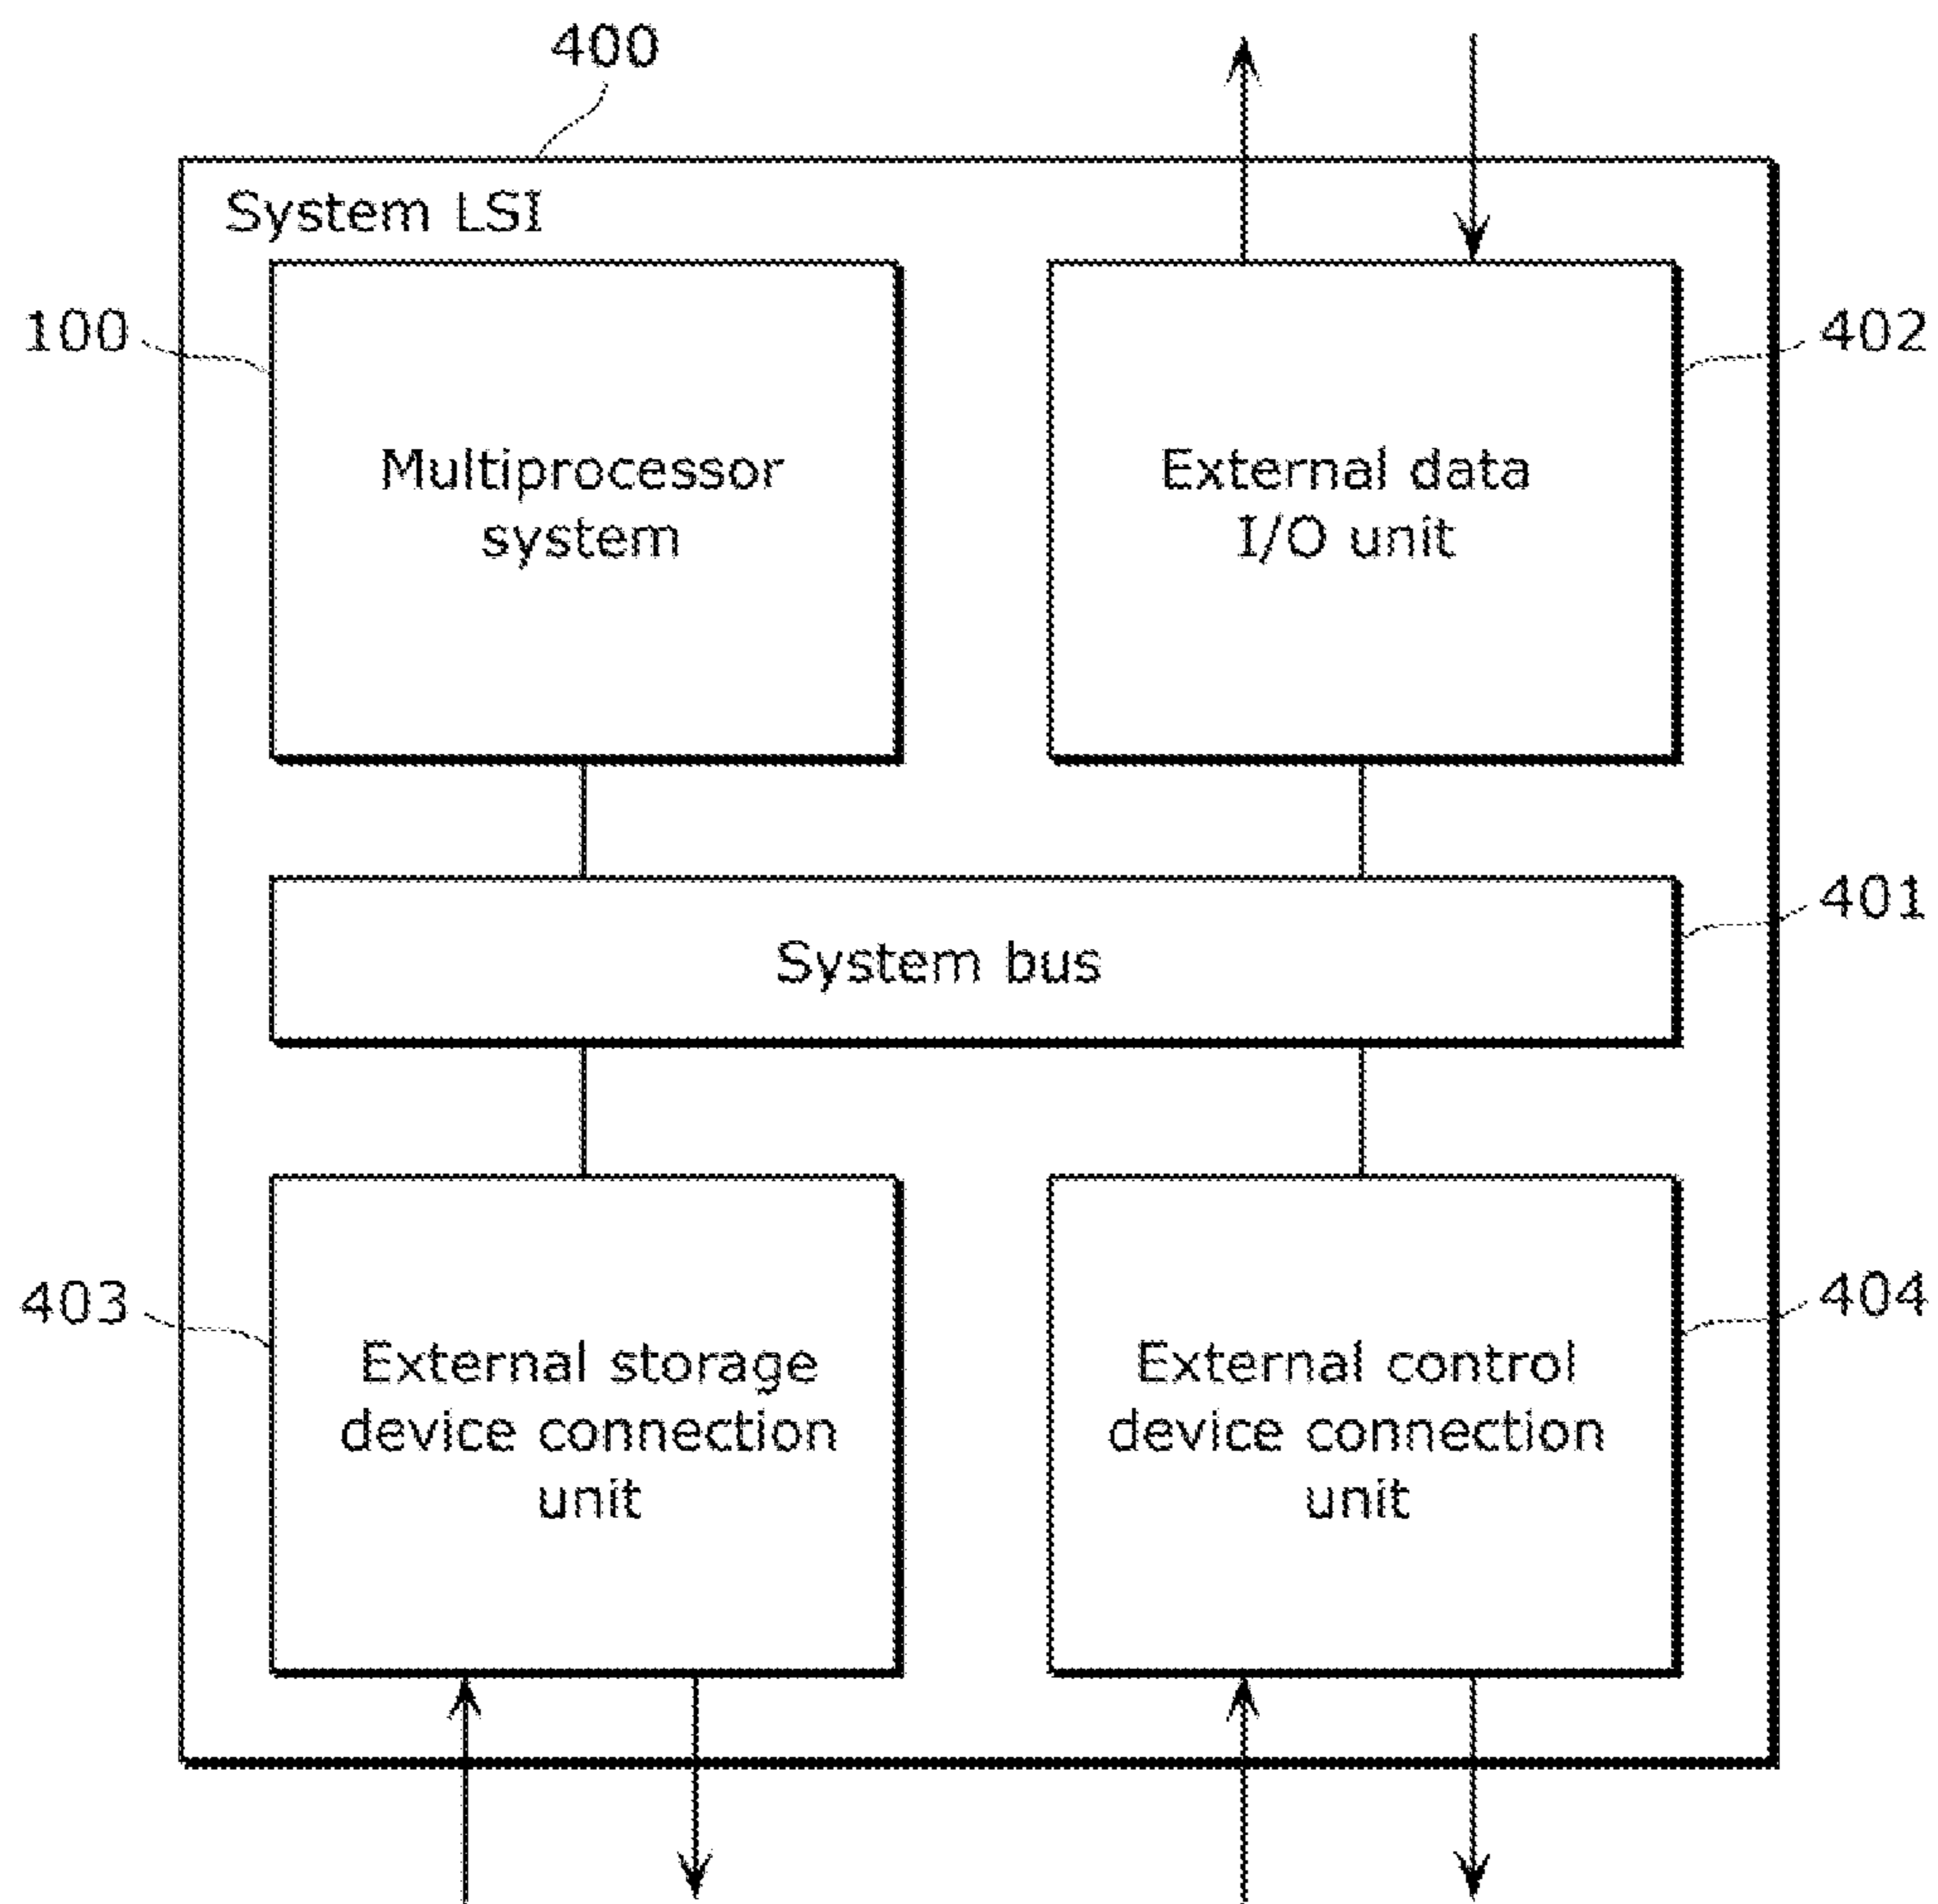 400
System LSI
100
402
Multiprocessor
system
External data
I/O unit
401
System bus
403
404
External storage
device connection
unit
External control
device connection
unit